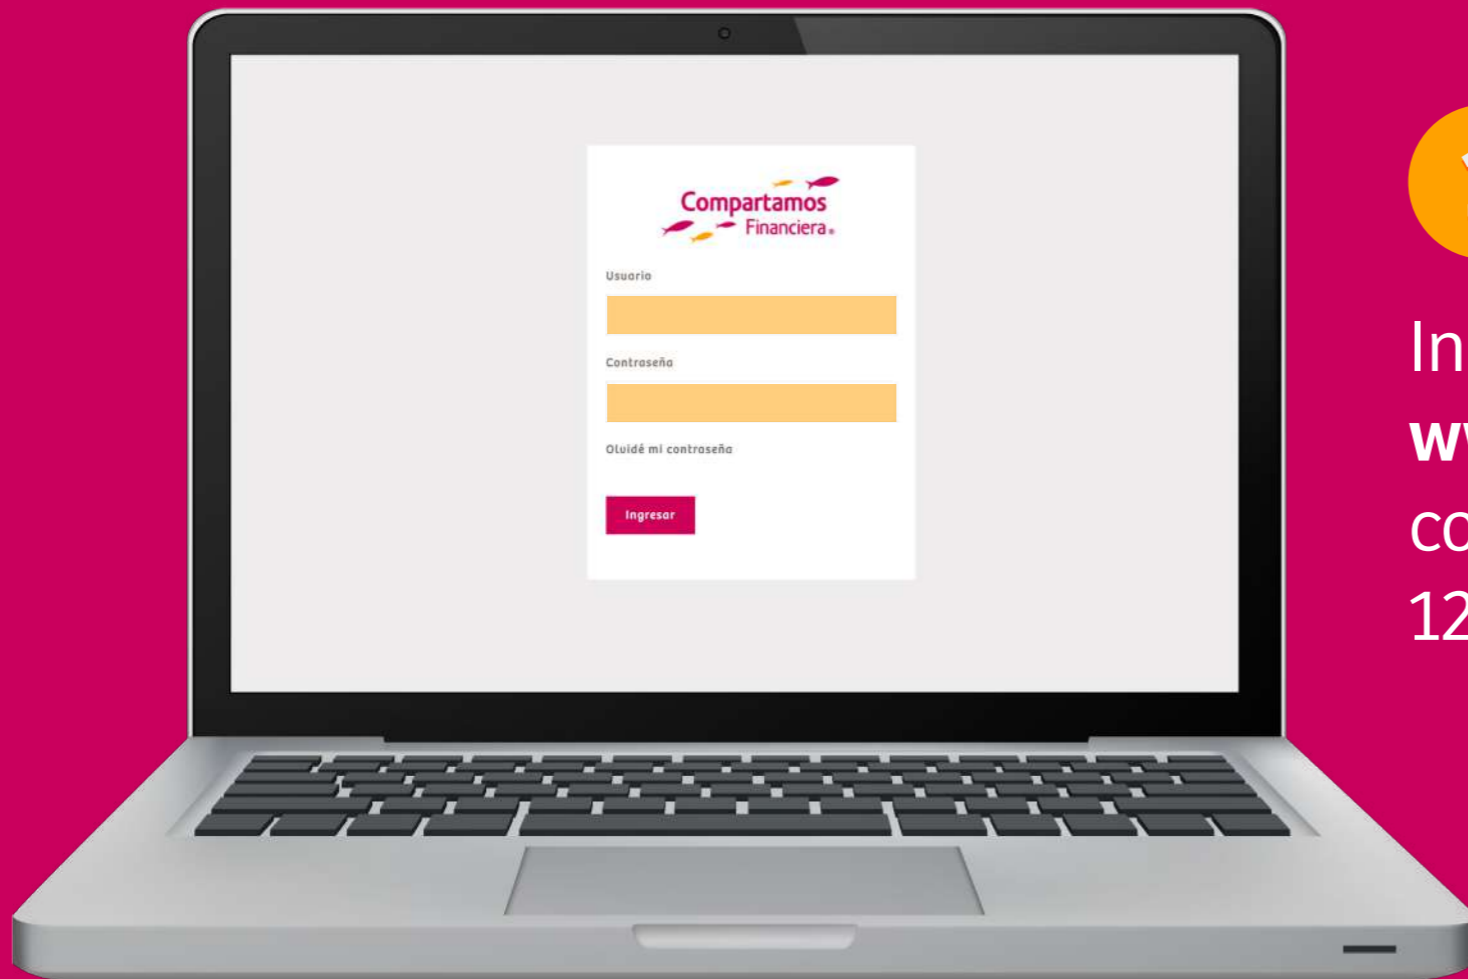 Compartamos
Financiera®
Usuario
Contraseña
Olvidé mi contraseña
Ingresar
In
co
12